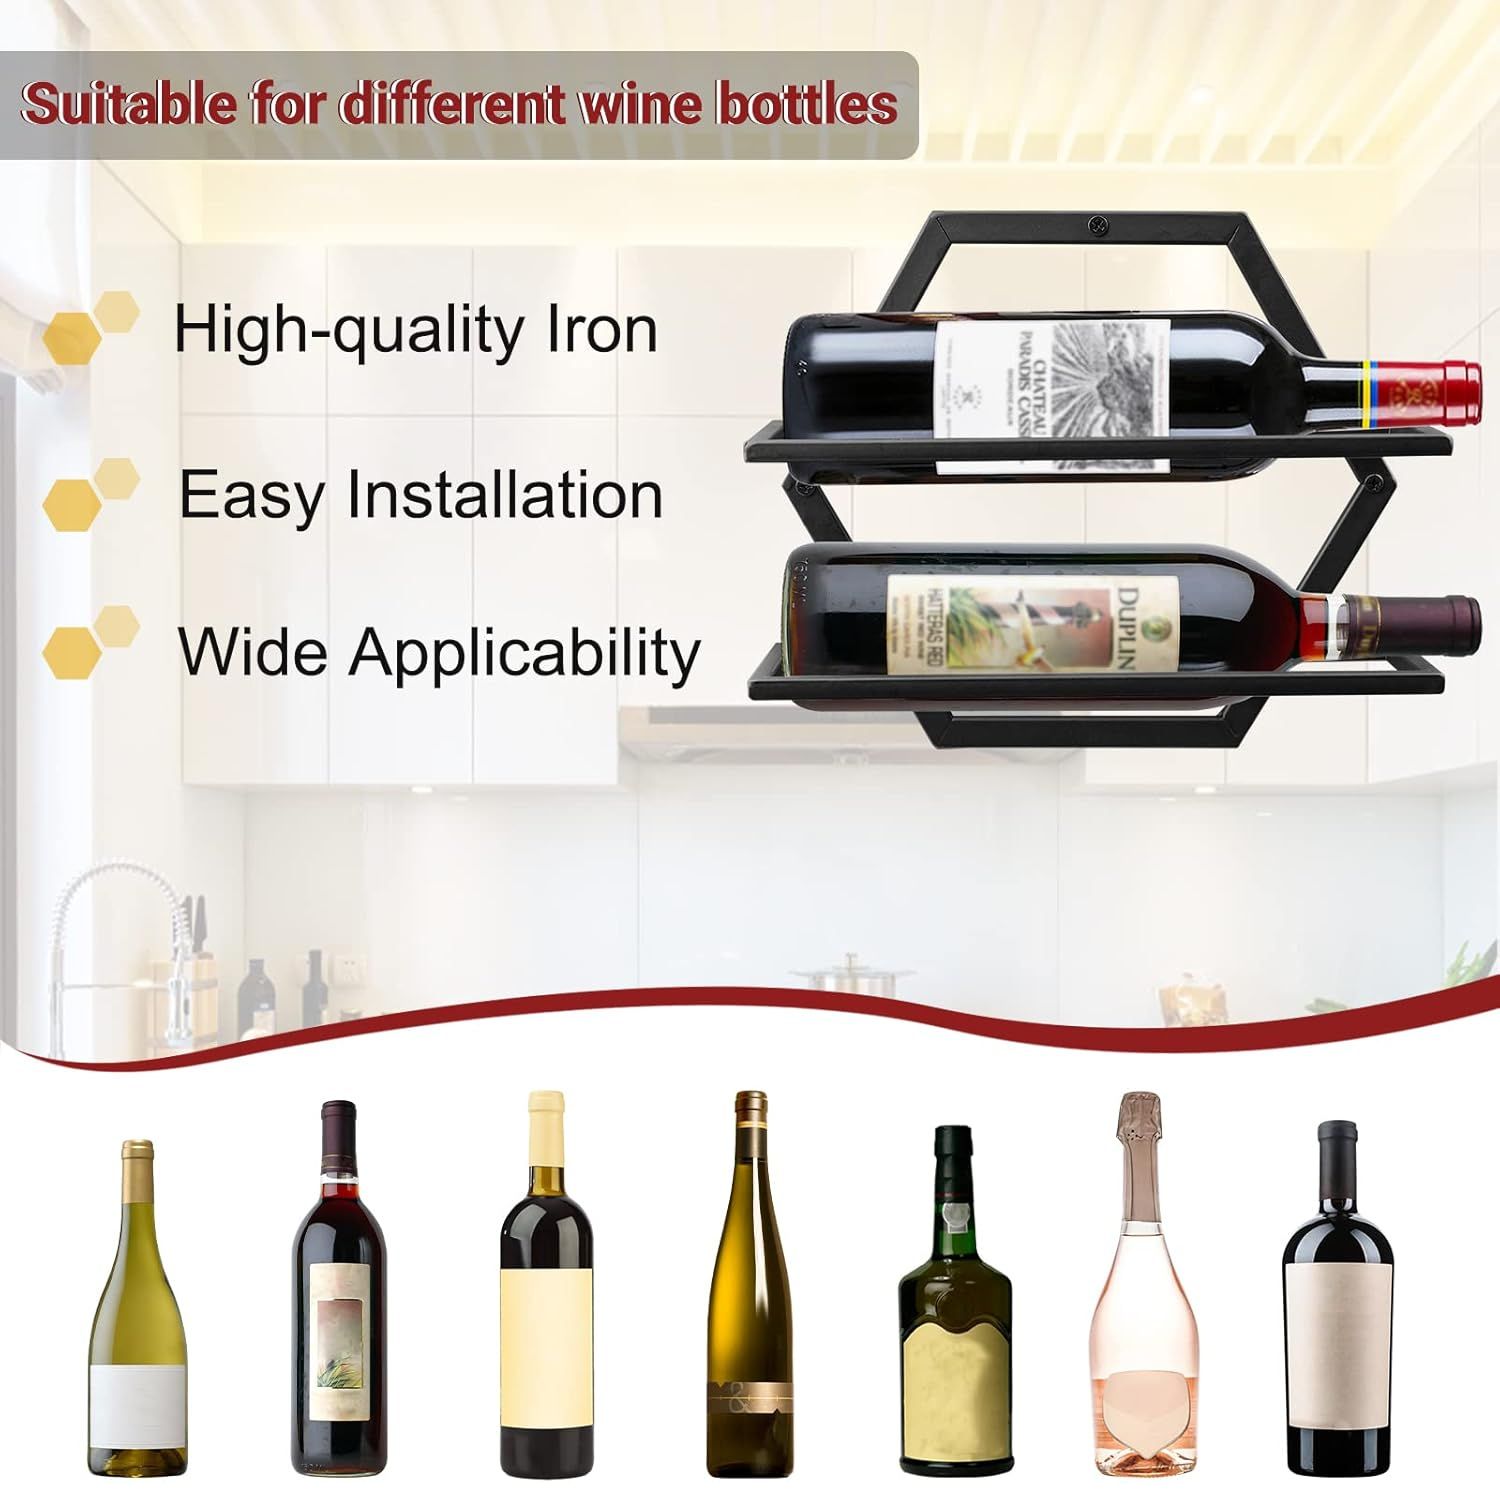 Suitable for different wine bottles
High-quality Iron
Easy Installation
Wide Applicability
CHATEAU
PARADIS CASS
DUPLIN
HATTERAS RED
&